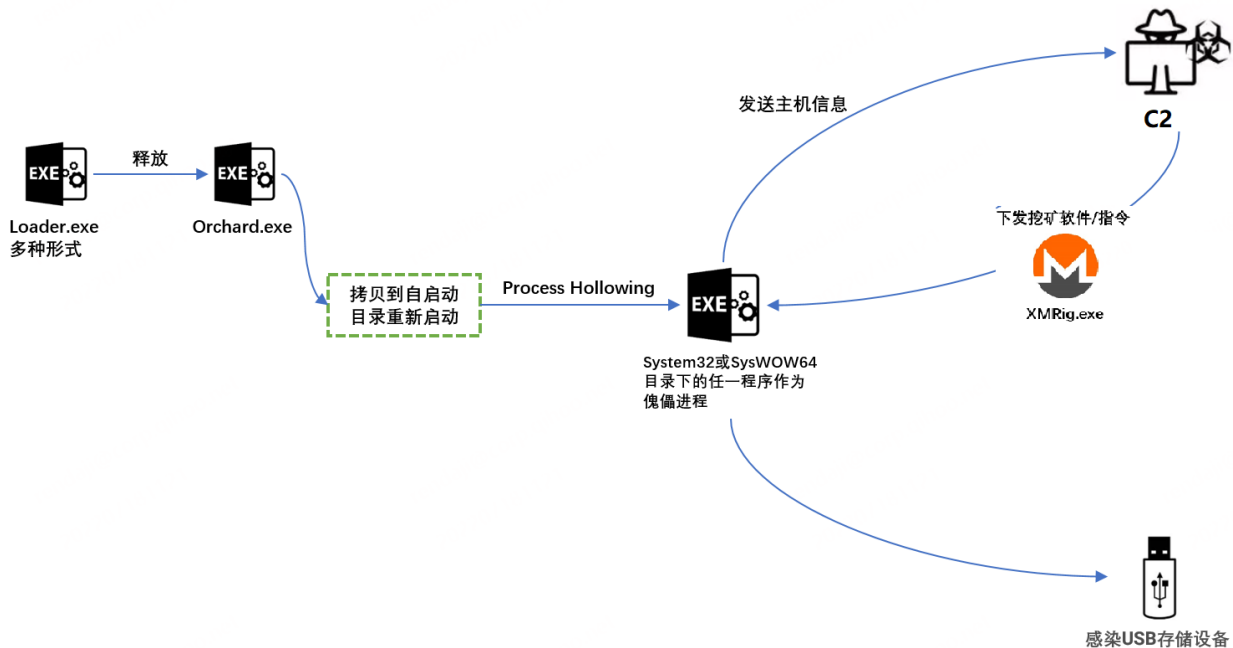 EXE
Loader.exe
多种形式
释放
EXE
Orchard.exe
拷贝到自启动
目录重新启动
Process Hollowing
EXE
System32或SysWOW64
目录下的任一程序作为
傀儡进程
发送主机信息
C2
下发挖矿软件/指令
XMRig.exe
感染USB存储设备